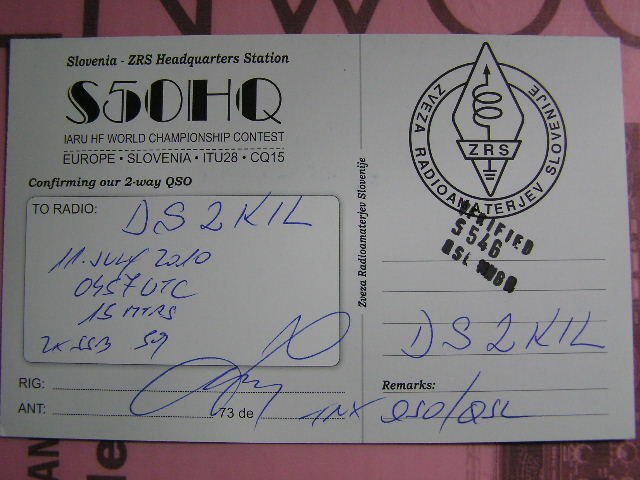 Slovenia - ZRS Headquarters Station
S50HQ
IARU HF WORLD CHAMPIONSHIP CONTEST
EUROPE • SLOVENIA • ITU28 • CQ15
Confirming our 2-way QSO
TO RADIO: DS2KIL
11. JULY 2010
0457 UTC
15 MTRS
2x SSB 59
RIG:
ANT:
73 de
TNX QSO/QSL
Zveza Radioamaterjev Slovenije
ZVEZA RADIOAMATERJEV SLOVENIJE
ZRS
VERIFIED
S546
QSL
DS2KIL
Remarks: